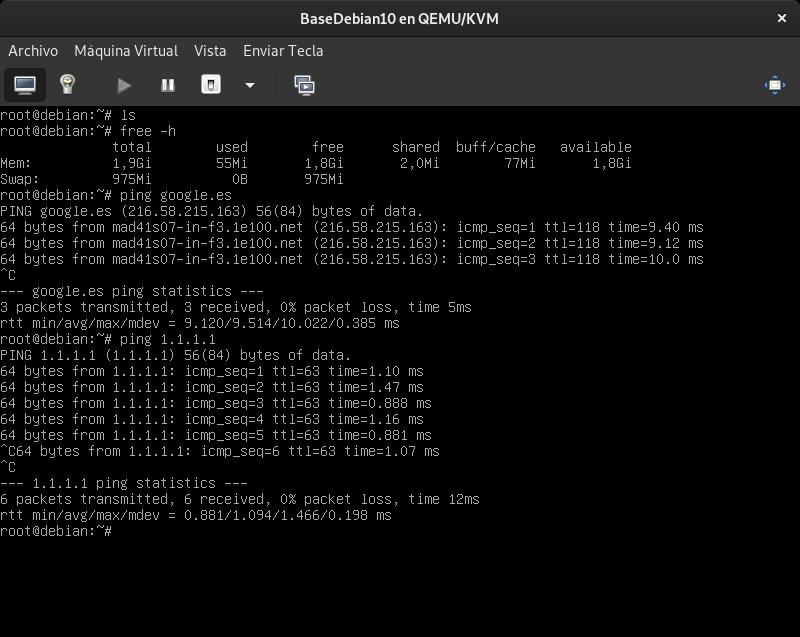 BaseDebian10 en QEMU/KVM
Archivo Máquina Virtual Vista Enviar Tecla
root@debian:~# ls
root@debian:~# free -h
total used free shared buff/cache available
Mem: 1,9Gi 55Mi 1,8Gi 2,0Mi 77Mi 1,8Gi
Swap: 975Mi 0B 975Mi
root@debian:~# ping google.es
PING google.es (216.58.215.163) 56(84) bytes of data.
64 bytes from mad41s07-in-f3.1e100.net (216.58.215.163): icmp_seq=1 ttl=118 time=9.40 ms
64 bytes from mad41s07-in-f3.1e100.net (216.58.215.163): icmp_seq=2 ttl=118 time=9.12 ms
64 bytes from mad41s07-in-f3.1e100.net (216.58.215.163): icmp_seq=3 ttl=118 time=10.0 ms
^C
--- google.es ping statistics ---
3 packets transmitted, 3 received, 0% packet loss, time 5ms
rtt min/avg/max/mdev = 9.120/9.514/10.022/0.385 ms
root@debian:~# ping 1.1.1.1
PING 1.1.1.1 (1.1.1.1) 56(84) bytes of data.
64 bytes from 1.1.1.1: icmp_seq=1 ttl=63 time=1.10 ms
64 bytes from 1.1.1.1: icmp_seq=2 ttl=63 time=1.47 ms
64 bytes from 1.1.1.1: icmp_seq=3 ttl=63 time=0.888 ms
64 bytes from 1.1.1.1: icmp_seq=4 ttl=63 time=1.16 ms
64 bytes from 1.1.1.1: icmp_seq=5 ttl=63 time=0.881 ms
^C64 bytes from 1.1.1.1: icmp_seq=6 ttl=63 time=1.07 ms
^C
--- 1.1.1.1 ping statistics ---
6 packets transmitted, 6 received, 0% packet loss, time 12ms
rtt min/avg/max/mdev = 0.881/1.094/1.466/0.198 ms
root@debian:~#